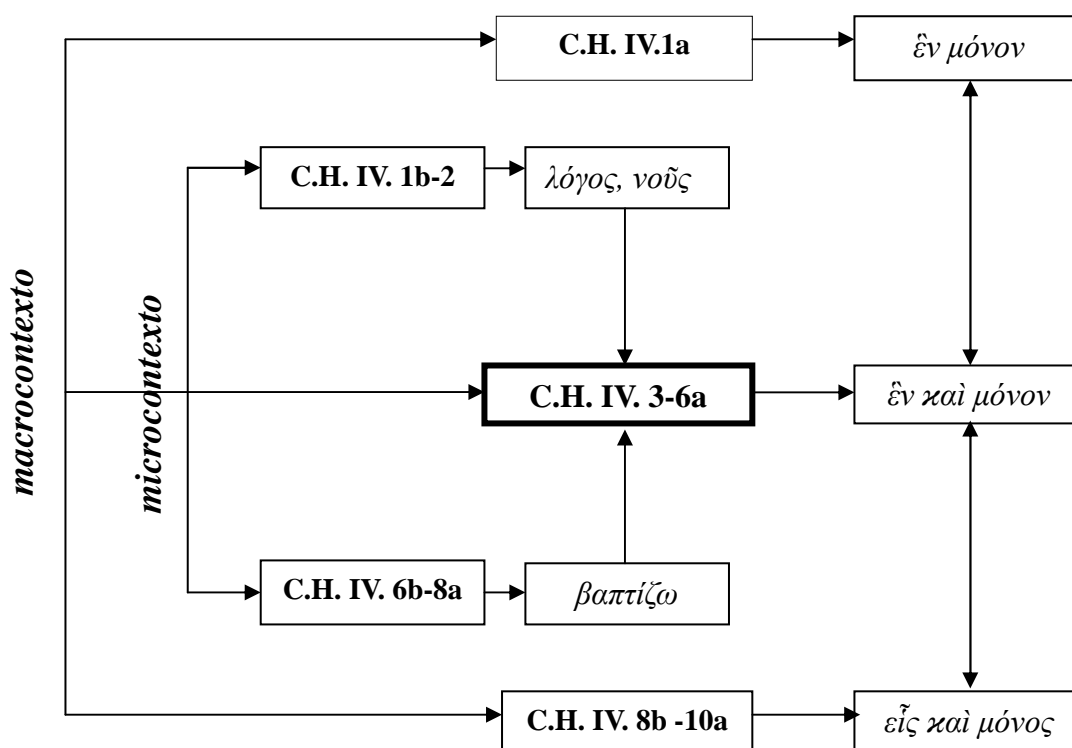 C.H. IV.1a
ἓν μόνον
C.H. IV. 1b-2
λόγος, νοῦς
macrocontexto
microcontexto
C.H. IV. 3-6a
ἓν ϰαὶ μόνον
C.H. IV. 6b-8a
βαπτίζω
C.H. IV. 8b -10a
εἷς ϰαὶ μόνος